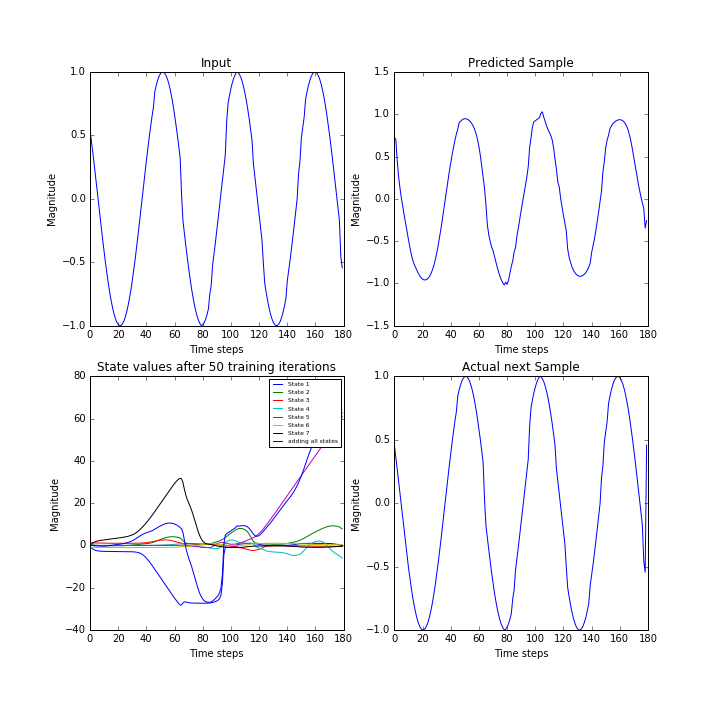 Input
Magnitude
1.0
0.5
0.0
−0.5
−1.0
0 20 40 60 80 100 120 140 160 180
Time steps
Predicted Sample
Magnitude
1.5
1.0
0.5
0.0
−0.5
−1.0
−1.5
0 20 40 60 80 100 120 140 160 180
Time steps
State values after 50 training iterations
Magnitude
80
60
40
20
0
−20
−40
State 1
State 2
State 3
State 4
State 5
State 6
State 7
adding all states
0 20 40 60 80 100 120 140 160 180
Time steps
Actual next Sample
Magnitude
1.0
0.5
0.0
−0.5
−1.0
0 20 40 60 80 100 120 140 160 180
Time steps